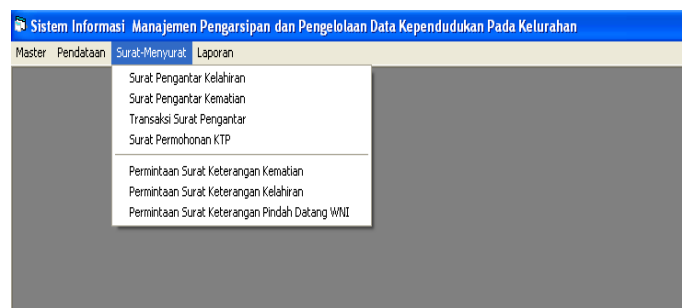 Sistem Informasi Manajemen Pengarsipan dan Pengelolaan Data Kependudukan Pada Kelurahan
Master Pendataan Surat-Menyurat Laporan
Surat Pengantar Kelahiran
Surat Pengantar Kematian
Transaksi Surat Pengantar
Surat Permohonan KTP
Permintaan Surat Keterangan Kematian
Permintaan Surat Keterangan Kelahiran
Permintaan Surat Keterangan Pindah Datang WNI